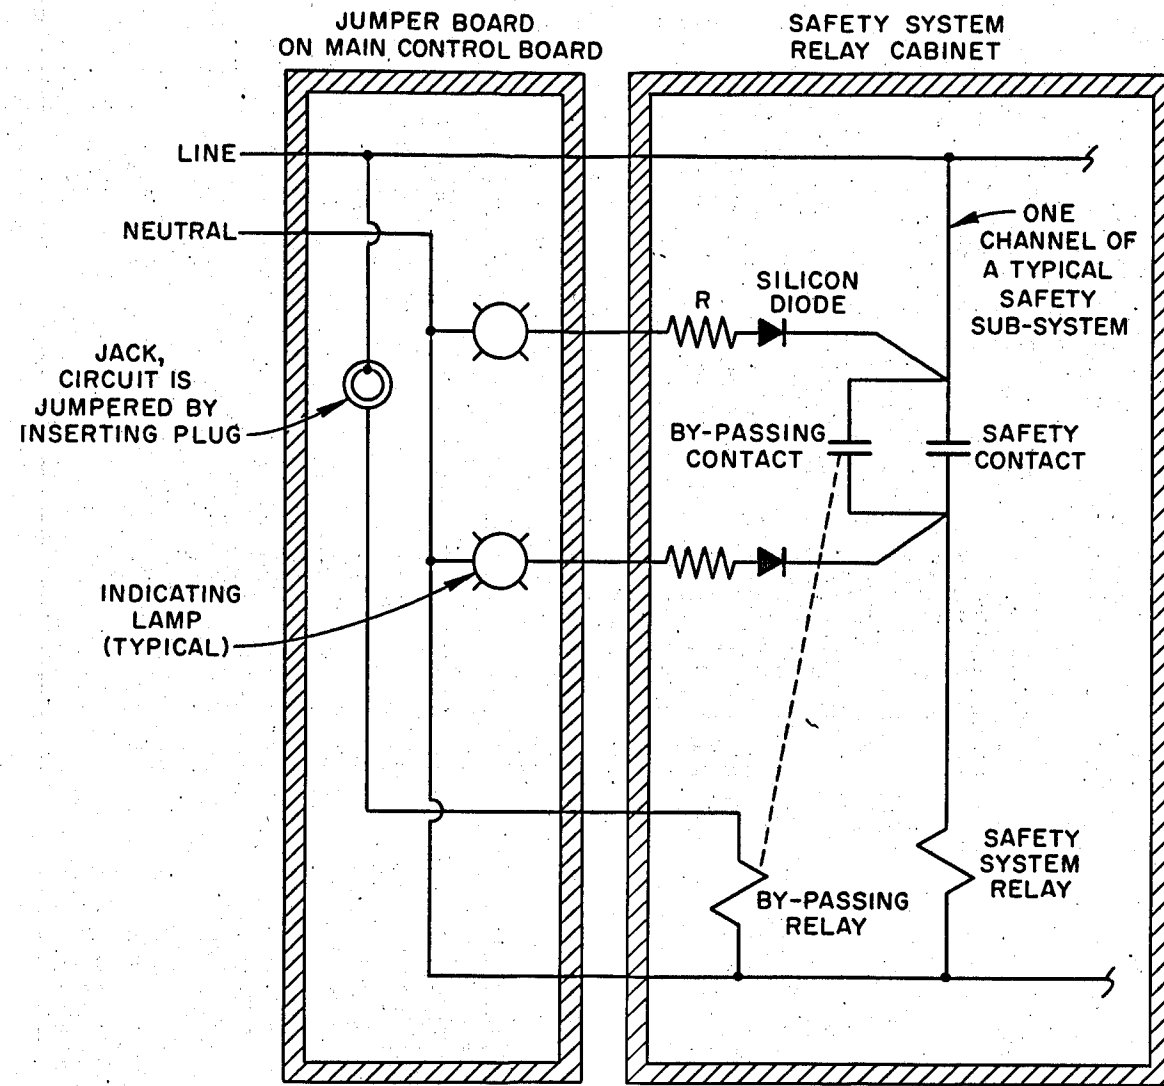 JUMPER BOARD
ON MAIN CONTROL BOARD
SAFETY SYSTEM
RELAY CABINET
LINE
NEUTRAL
ONE
CHANNEL OF
A TYPICAL
SAFETY
SUB-SYSTEM
R
SILICON
DIODE
JACK,
CIRCUIT IS
JUMPERED BY
INSERTING PLUG
BY-PASSING
CONTACT
SAFETY
CONTACT
INDICATING
LAMP
(TYPICAL)
SAFETY
SYSTEM
RELAY
BY-PASSING
RELAY